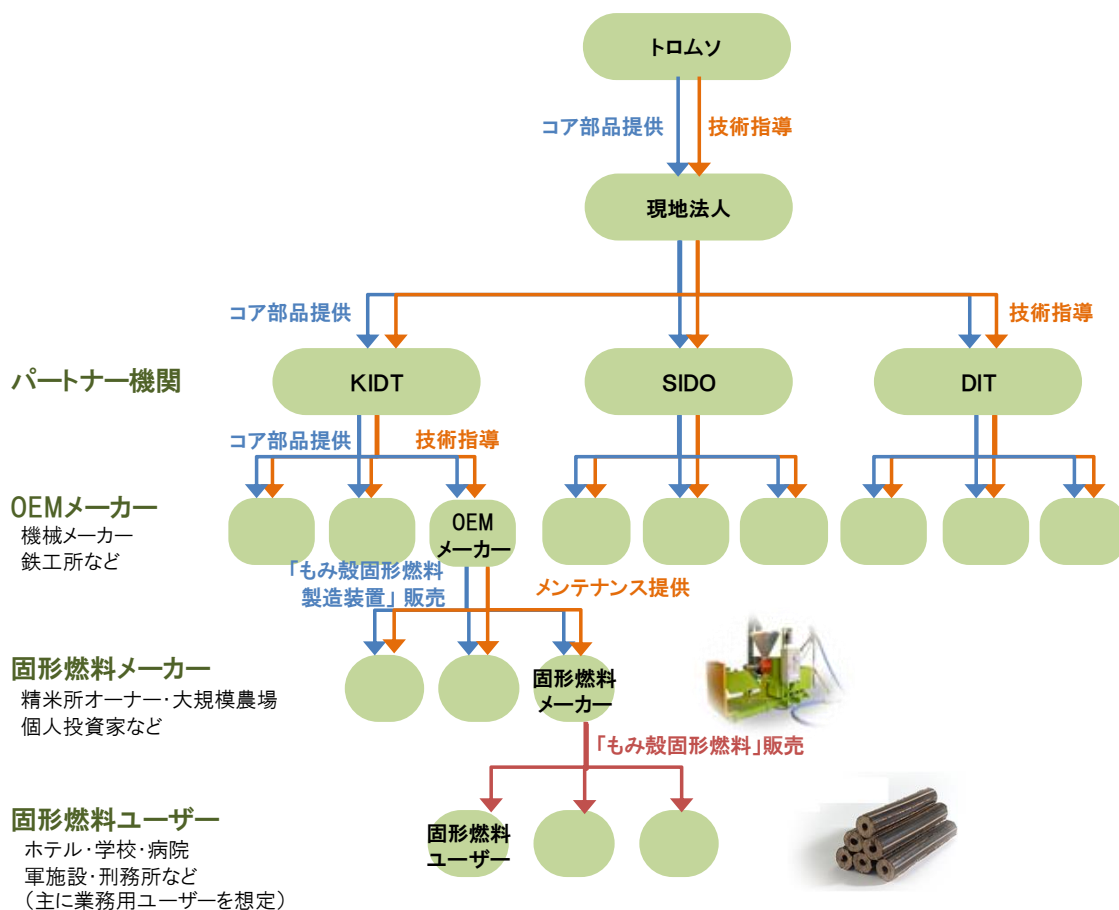 トロムソ
コア部品提供
技術指導
現地法人
コア部品提供
技術指導
パートナー機関
KIDT
SIDO
DIT
コア部品提供
技術指導
OEMメーカー
機械メーカー
鉄工所など
OEM
メーカー
「もみ殻固形燃料
製造装置」販売
メンテナンス提供
固形燃料メーカー
精米所オーナー・大規模農場
個人投資家など
固形燃料
メーカー
「もみ殻固形燃料」販売
固形燃料ユーザー
ホテル・学校・病院
軍施設・刑務所など
（主に業務用ユーザーを想定）
固形燃料
ユーザー